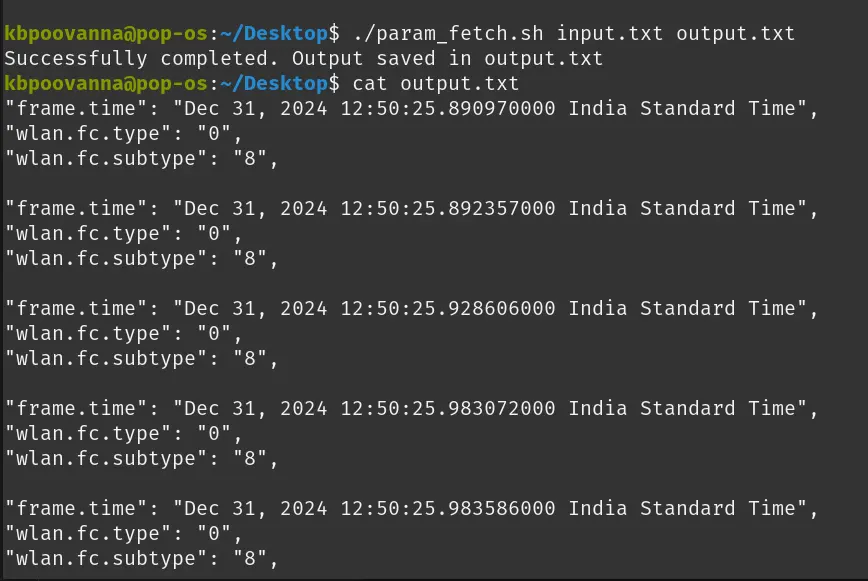 kbpoovanna@pop-os:~/Desktop$ ./param_fetch.sh input.txt output.txt
Successfully completed. Output saved in output.txt
kbpoovanna@pop-os:~/Desktop$ cat output.txt
"frame.time": "Dec 31, 2024 12:50:25.890970000 India Standard Time",
"wlan.fc.type": "0",
"wlan.fc.subtype": "8",

"frame.time": "Dec 31, 2024 12:50:25.892357000 India Standard Time",
"wlan.fc.type": "0",
"wlan.fc.subtype": "8",

"frame.time": "Dec 31, 2024 12:50:25.928606000 India Standard Time",
"wlan.fc.type": "0",
"wlan.fc.subtype": "8",

"frame.time": "Dec 31, 2024 12:50:25.983072000 India Standard Time",
"wlan.fc.type": "0",
"wlan.fc.subtype": "8",

"frame.time": "Dec 31, 2024 12:50:25.983586000 India Standard Time",
"wlan.fc.type": "0",
"wlan.fc.subtype": "8",